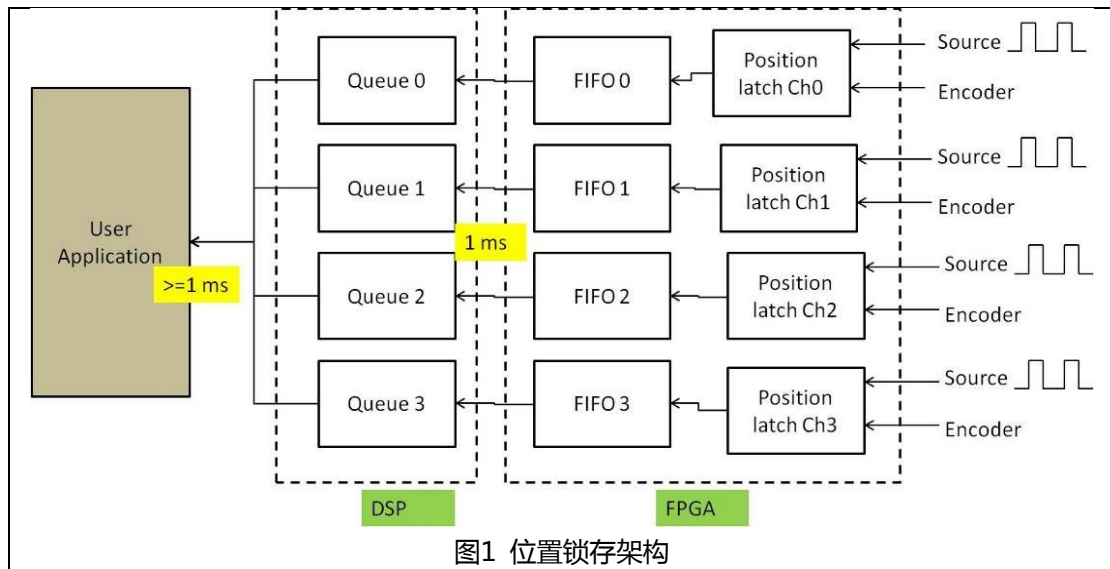 User
Application
>=1 ms
Queue 0
Queue 1
1 ms
Queue 2
Queue 3
DSP
FIFO 0
FIFO 1
FIFO 2
FIFO 3
FPGA
Position
latch Ch0
Position
latch Ch1
Position
latch Ch2
Position
latch Ch3
Source
Encoder
Source
Encoder
Source
Encoder
Source
Encoder
图1 位置锁存架构